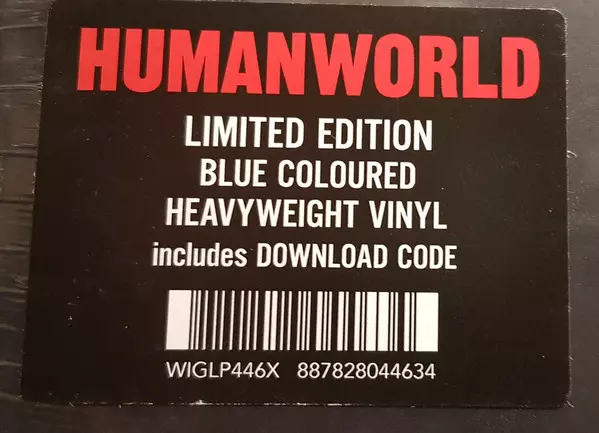 HUMANWORLD
LIMITED EDITION
BLUE COLOURED
HEAVYWEIGHT VINYL
includes DOWNLOAD CODE
WIGLP446X 887828044634